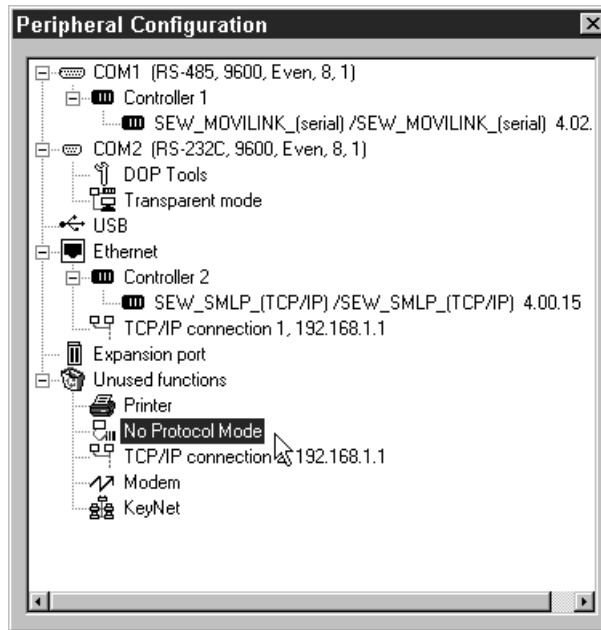 Peripheral Configuration
COM1 (RS-485, 9600, Even, 8, 1)
Controller 1
SEW_MOVILINK_(serial) /SEW_MOVILINK_(serial) 4.02.
COM2 (RS-232C, 9600, Even, 8, 1)
DOP Tools
Transparent mode
USB
Ethernet
Controller 2
SEW_SMLP_(TCP/IP) /SEW_SMLP_(TCP/IP) 4.00.15
TCP/IP connection 1, 192.168.1.1
Expansion port
Unused functions
Printer
No Protocol Mode
TCP/IP connection 192.168.1.1
Modem
KeyNet